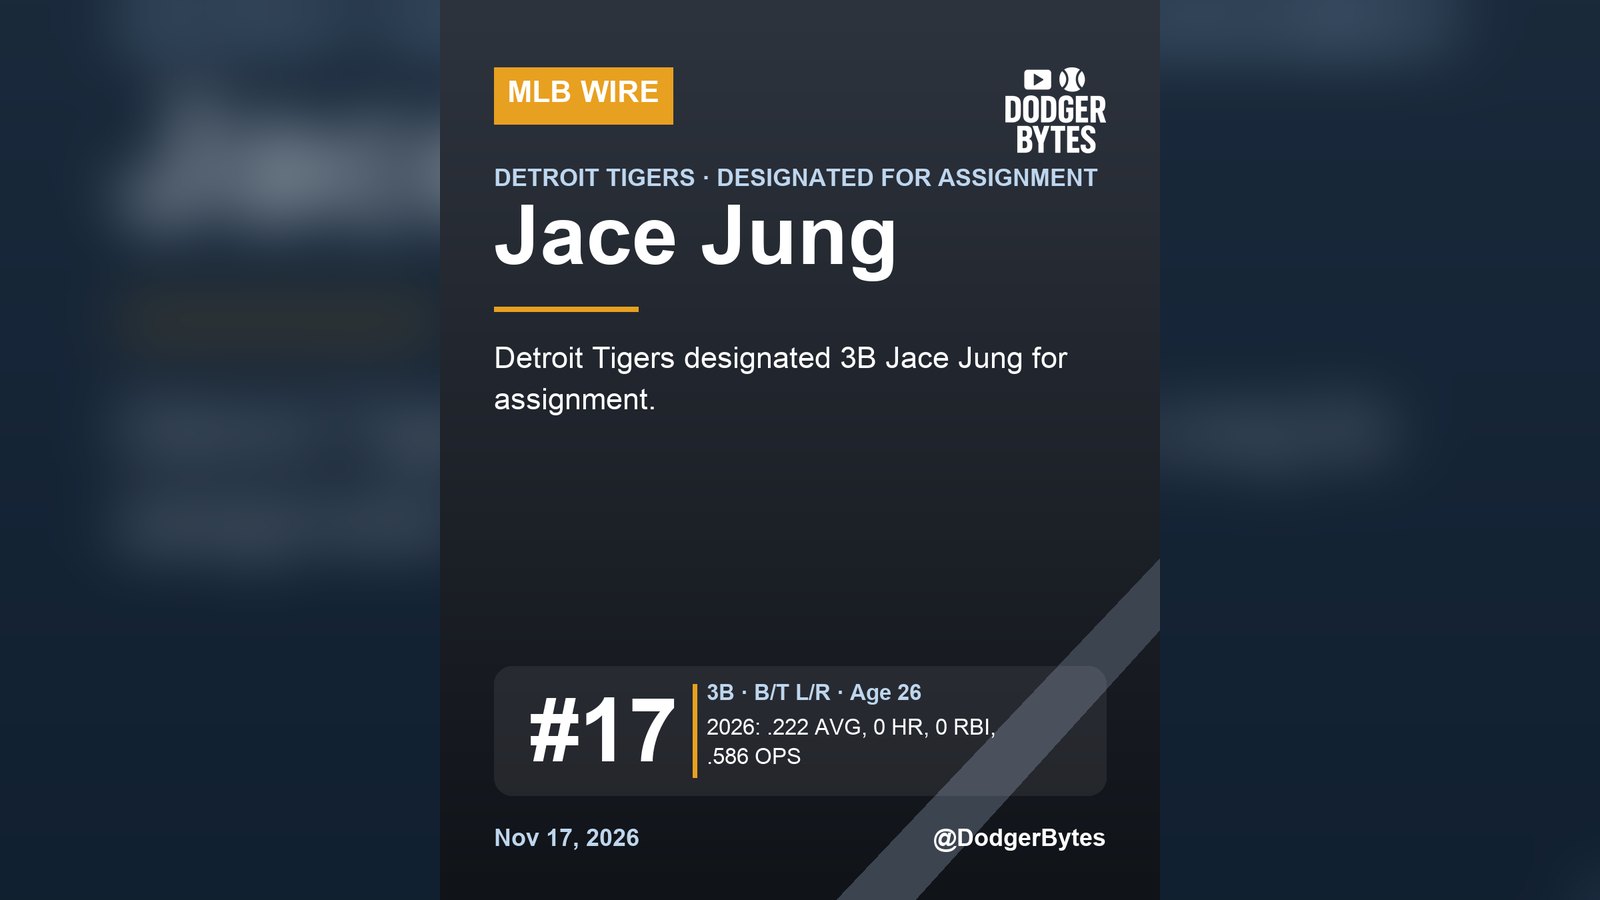 MLB WIRE
DODGER
BYTES
DETROIT TIGERS · DESIGNATED FOR ASSIGNMENT
Jace Jung
Detroit Tigers designated 3B Jace Jung for
assignment.
#17
3B · B/T L/R · Age 26
2026: .222 AVG, 0 HR, 0 RBI,
.586 OPS
Nov 17, 2026
@DodgerBytes